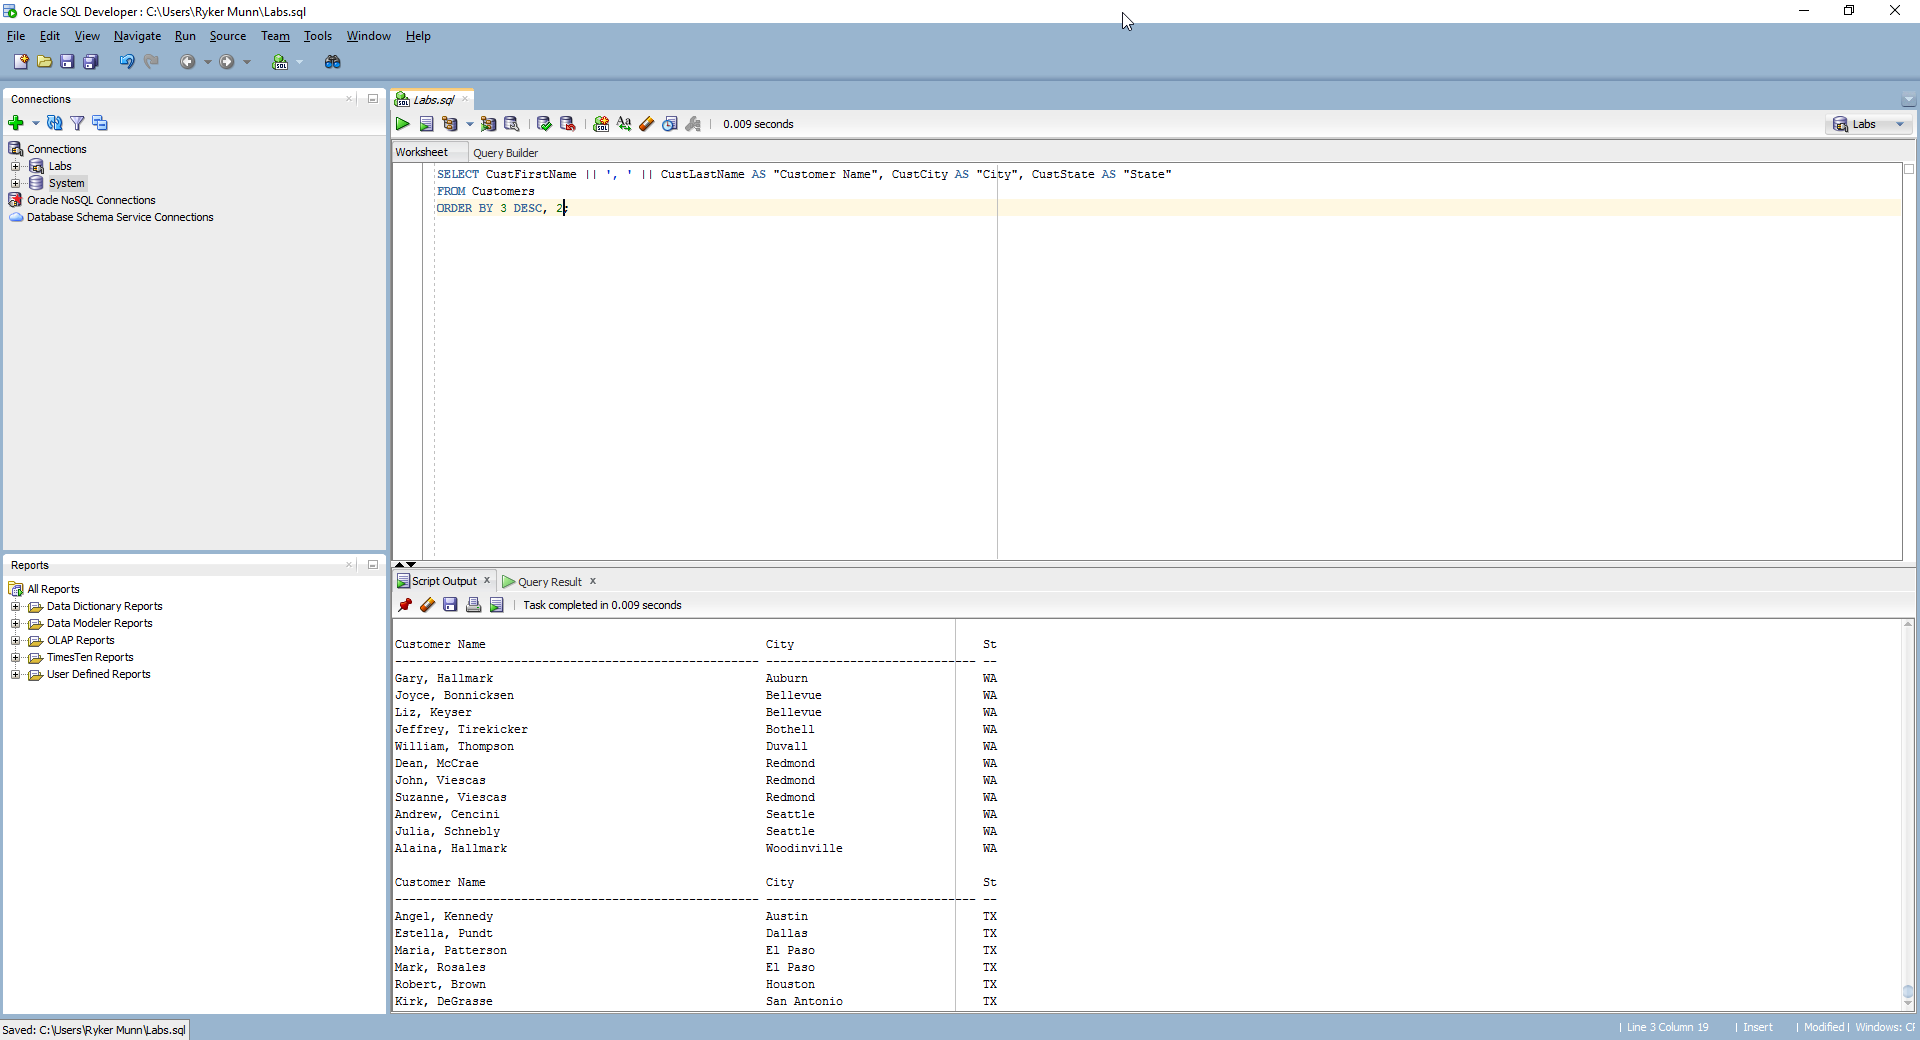 Oracle SQL Developer : C:\Users\Ryker Munn\Labs.sql
File Edit View Navigate Run Source Team Tools Window Help
Connections
Connections
Labs
System
Oracle NoSQL Connections
Database Schema Service Connections
Reports
All Reports
Data Dictionary Reports
Data Modeler Reports
OLAP Reports
TimesTen Reports
User Defined Reports
Labs.sql
0.009 seconds
Labs
Worksheet Query Builder
SELECT CustFirstName || ', ' || CustLastName AS "Customer Name", CustCity AS "City", CustState AS "State"
FROM Customers
ORDER BY 3 DESC, 2;
Script Output x Query Result x
Task completed in 0.009 seconds
Customer Name City St
---------------------------------------------------- ------------------------------ --
Gary, Hallmark Auburn WA
Joyce, Bonnicksen Bellevue WA
Liz, Keyser Bellevue WA
Jeffrey, Tirekicker Bothell WA
William, Thompson Duvall WA
Dean, McCrae Redmond WA
John, Viescas Redmond WA
Suzanne, Viescas Redmond WA
Andrew, Cencini Seattle WA
Julia, Schnebly Seattle WA
Alaina, Hallmark Woodinville WA
Customer Name City St
---------------------------------------------------- ------------------------------ --
Angel, Kennedy Austin TX
Estella, Pundt Dallas TX
Maria, Patterson El Paso TX
Mark, Rosales El Paso TX
Robert, Brown Houston TX
Kirk, DeGrasse San Antonio TX
Saved: C:\Users\Ryker Munn\Labs.sql
Line 3 Column 19 | Insert | Modified | Windows: CF